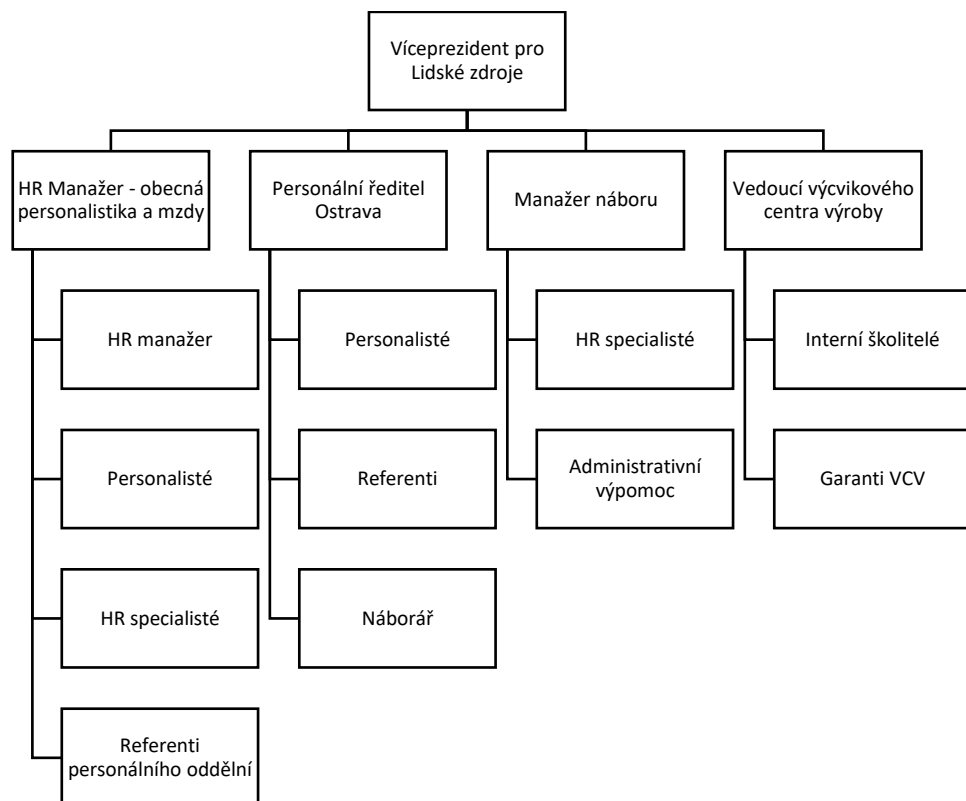 Víceprezident pro
Lidské zdroje
HR Manažer - obecná
personalistika a mzdy
Personální ředitel
Ostrava
Manažer náboru
Vedoucí výcvikového
centra výroby
HR manažer
Personalisté
HR specialisté
Referenti
personálního oddělní
Personalisté
Referenti
Náborář
HR specialisté
Administrativní
výpomoc
Interní školitelé
Garanti VCV